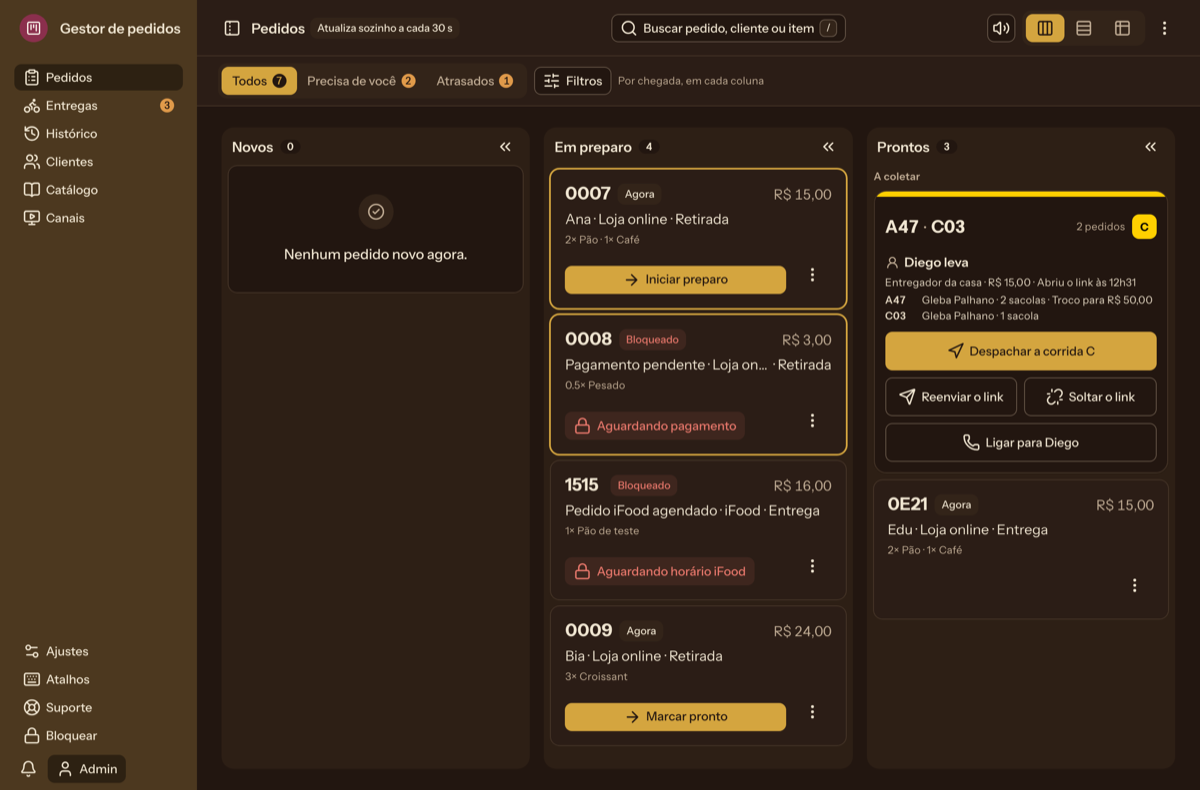 Gestor de pedidos
Pedidos
Entregas 3
Histórico
Clientes
Catálogo
Canais
Ajustes
Atalhos
Suporte
Bloquear
Admin
Pedidos Atualiza sozinho a cada 30 s
Buscar pedido, cliente ou item /
Todos 7 Precisa de você 2 Atrasados 1 Filtros Por chegada, em cada coluna
Novos 0
Nenhum pedido novo agora.
Em preparo 4
0007 Agora R$ 15,00
Ana · Loja online · Retirada
2× Pão · 1× Café
Iniciar preparo
0008 Bloqueado R$ 3,00
Pagamento pendente · Loja on... · Retirada
0.5× Pesado
Aguardando pagamento
1515 Bloqueado R$ 16,00
Pedido iFood agendado · iFood · Entrega
1× Pão de teste
Aguardando horário iFood
0009 Agora R$ 24,00
Bia · Loja online · Retirada
3× Croissant
Marcar pronto
Prontos 3
A coletar
A47 · C03 2 pedidos C
Diego leva
Entregador da casa · R$ 15,00 · Abriu o link às 12h31
A47 Gleba Palhano · 2 sacolas · Troco para R$ 50,00
C03 Gleba Palhano · 1 sacola
Despachar a corrida C
Reenviar o link Soltar o link
Ligar para Diego
0E21 Agora R$ 15,00
Edu · Loja online · Entrega
2× Pão · 1× Café